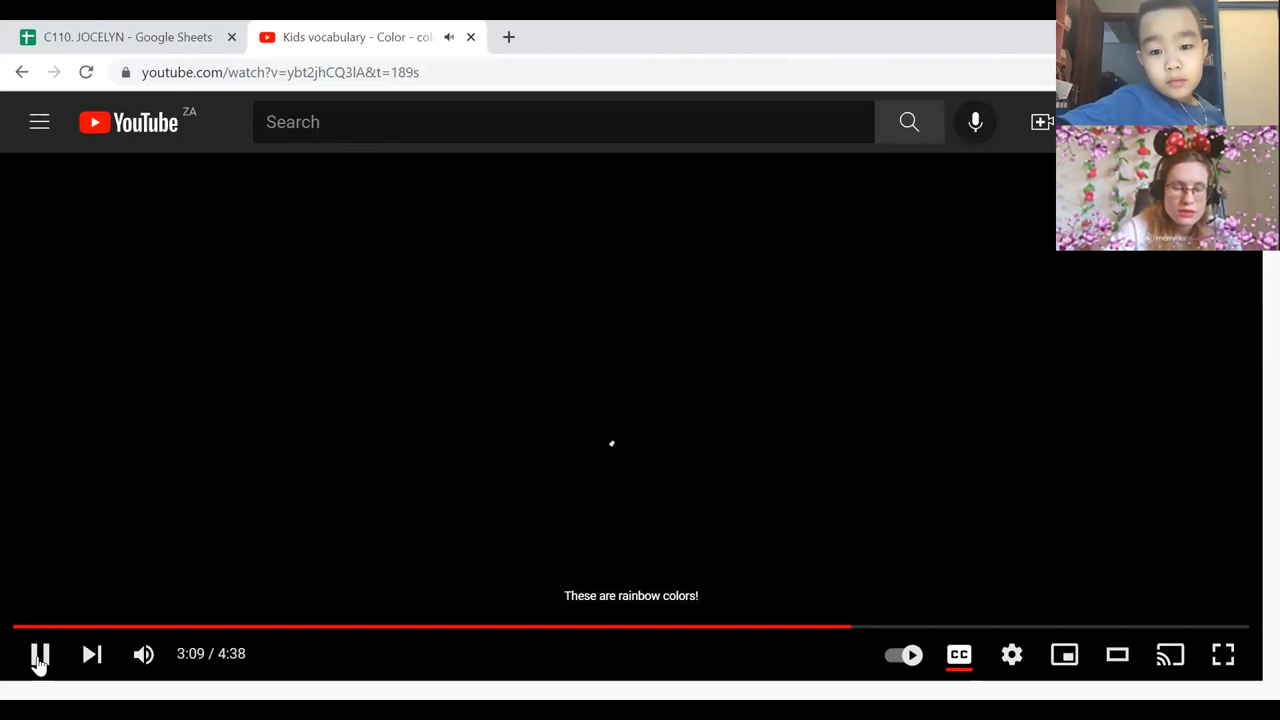 C110. JOCELYN - Google Sheets
Kids vocabulary - Color - col
youtube.com/watch?v=ybt2jhCQ3lA&t=189s
YouTube ZA
Search
These are rainbow colors!
3:09 / 4:38
CC